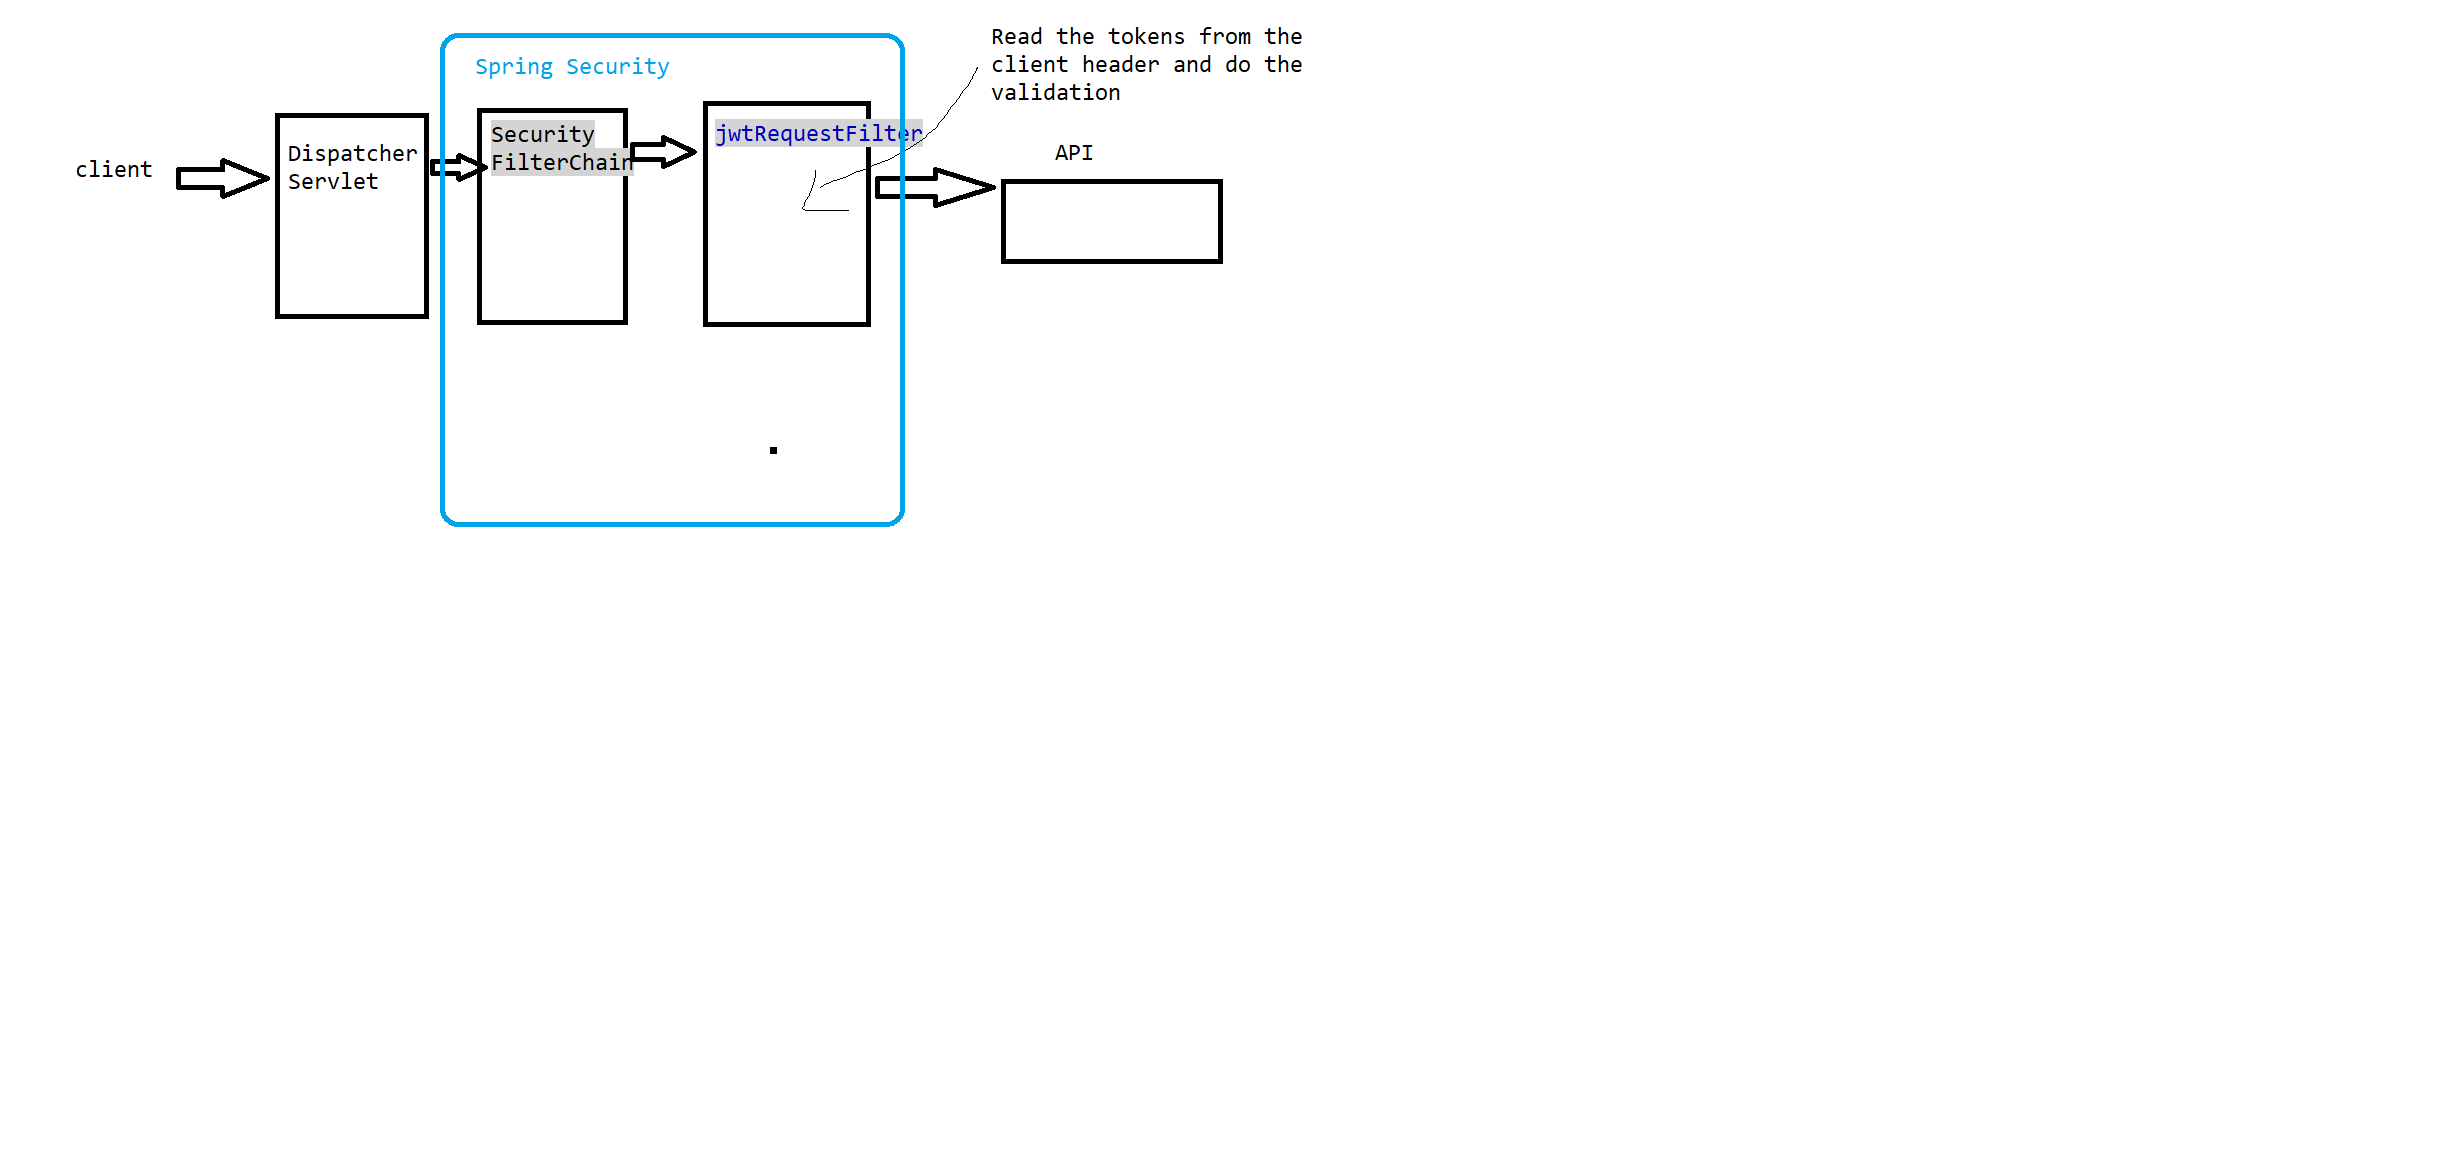 client
Dispatcher
Servlet
Spring Security
Security
FilterChain
jwtRequestFilter
Read the tokens from the
client header and do the
validation
API